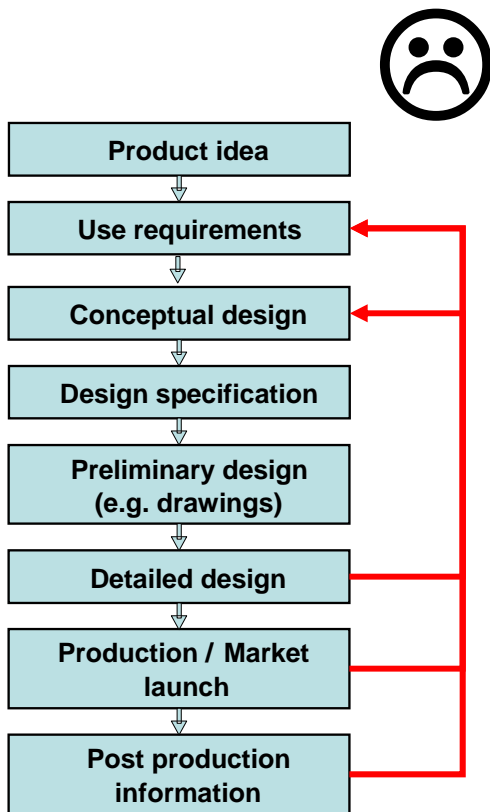 Product idea
Use requirements
Conceptual design
Design specification
Preliminary design
(e.g. drawings)
Detailed design
Production / Market
launch
Post production
information